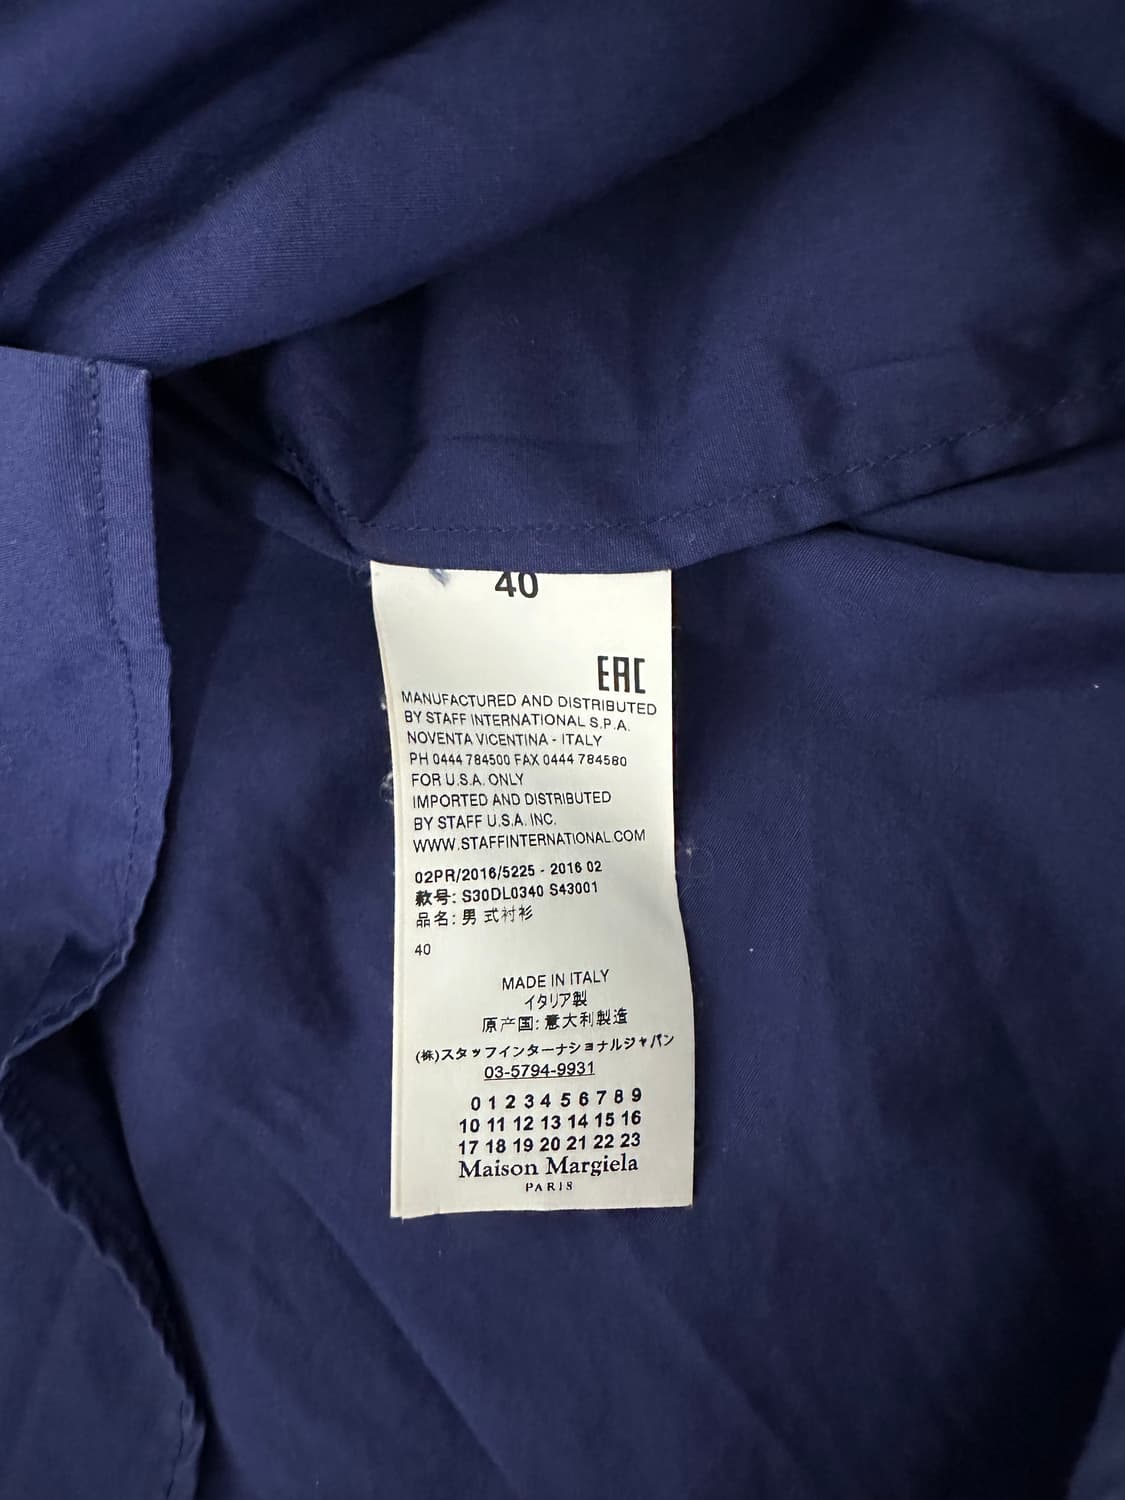 40
EAC
MANUFACTURED AND DISTRIBUTED
BY STAFF INTERNATIONAL S.P.A.
NOVENTA VICENTINA - ITALY
PH 0444 784500 FAX 0444 784580
FOR U.S.A. ONLY
IMPORTED AND DISTRIBUTED
BY STAFF U.S.A. INC.
WWW.STAFFINTERNATIONAL.COM
02PR/2016/5225 - 2016 02
款号: S30DL0340 S43001
品名: 男 式衬衫
40
MADE IN ITALY
イタリア製
原产国: 意大利製造
(株)スタッフインターナショナルジャパン
03-5794-9931
0 1 2 3 4 5 6 7 8 9
10 11 12 13 14 15 16
17 18 19 20 21 22 23
Maison Margiela
PARIS